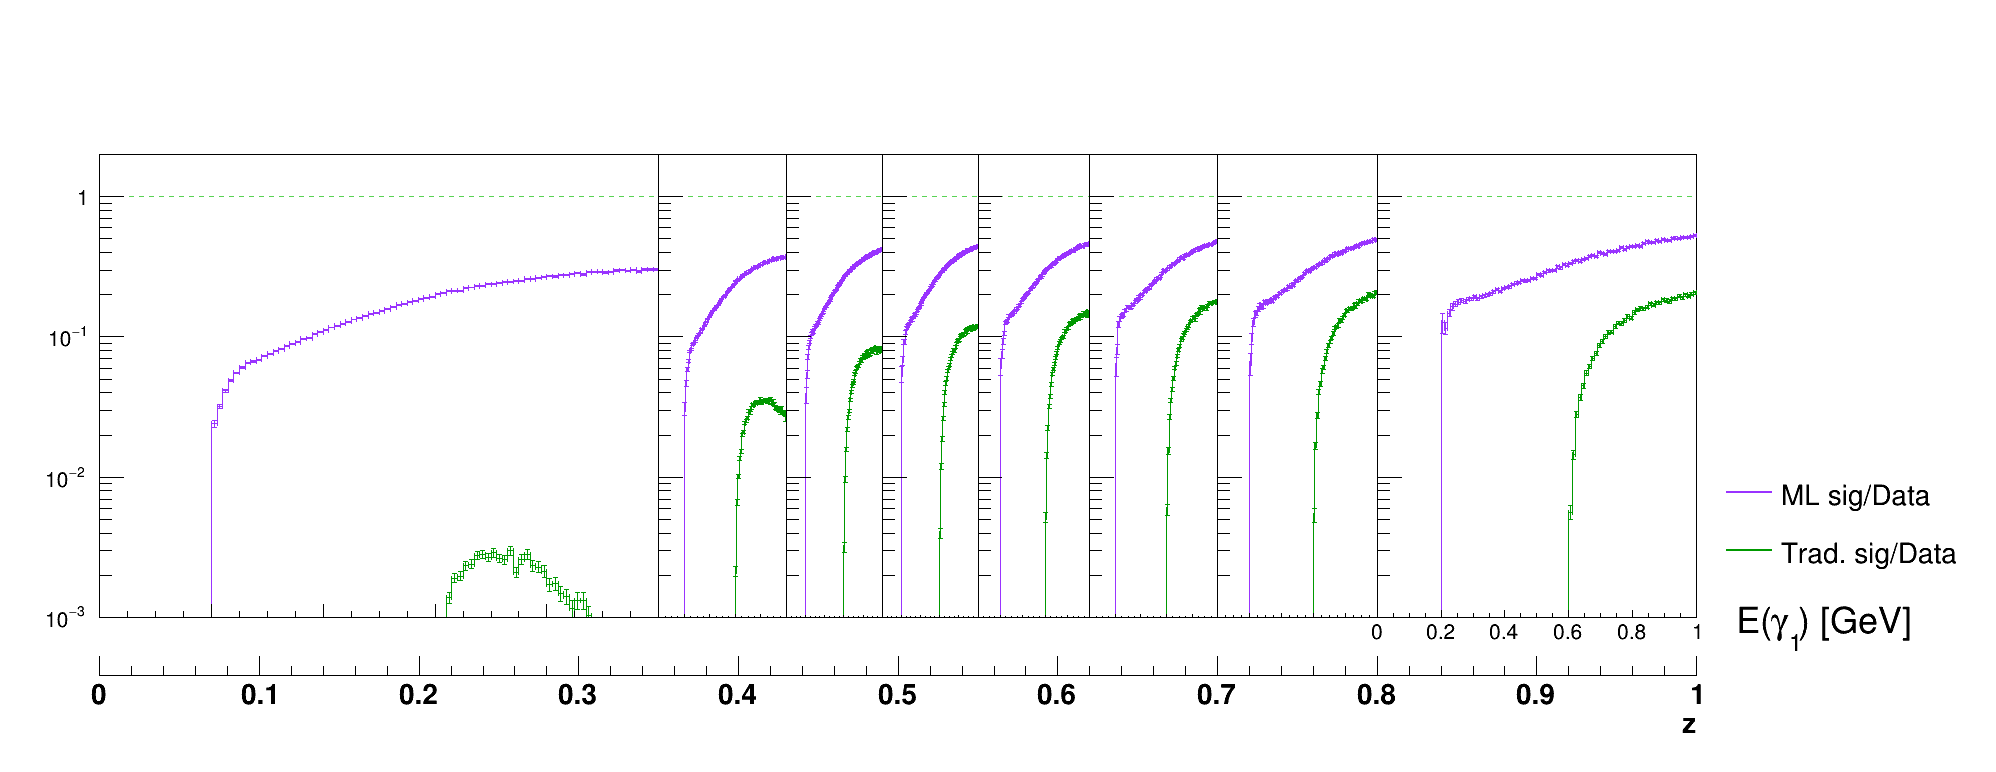 1
10⁻¹
10⁻²
10⁻³
ML sig/Data
Trad. sig/Data
E(γ₁) [GeV]
0 0.2 0.4 0.6 0.8 1
0 0.1 0.2 0.3 0.4 0.5 0.6 0.7 0.8 0.9 1
z